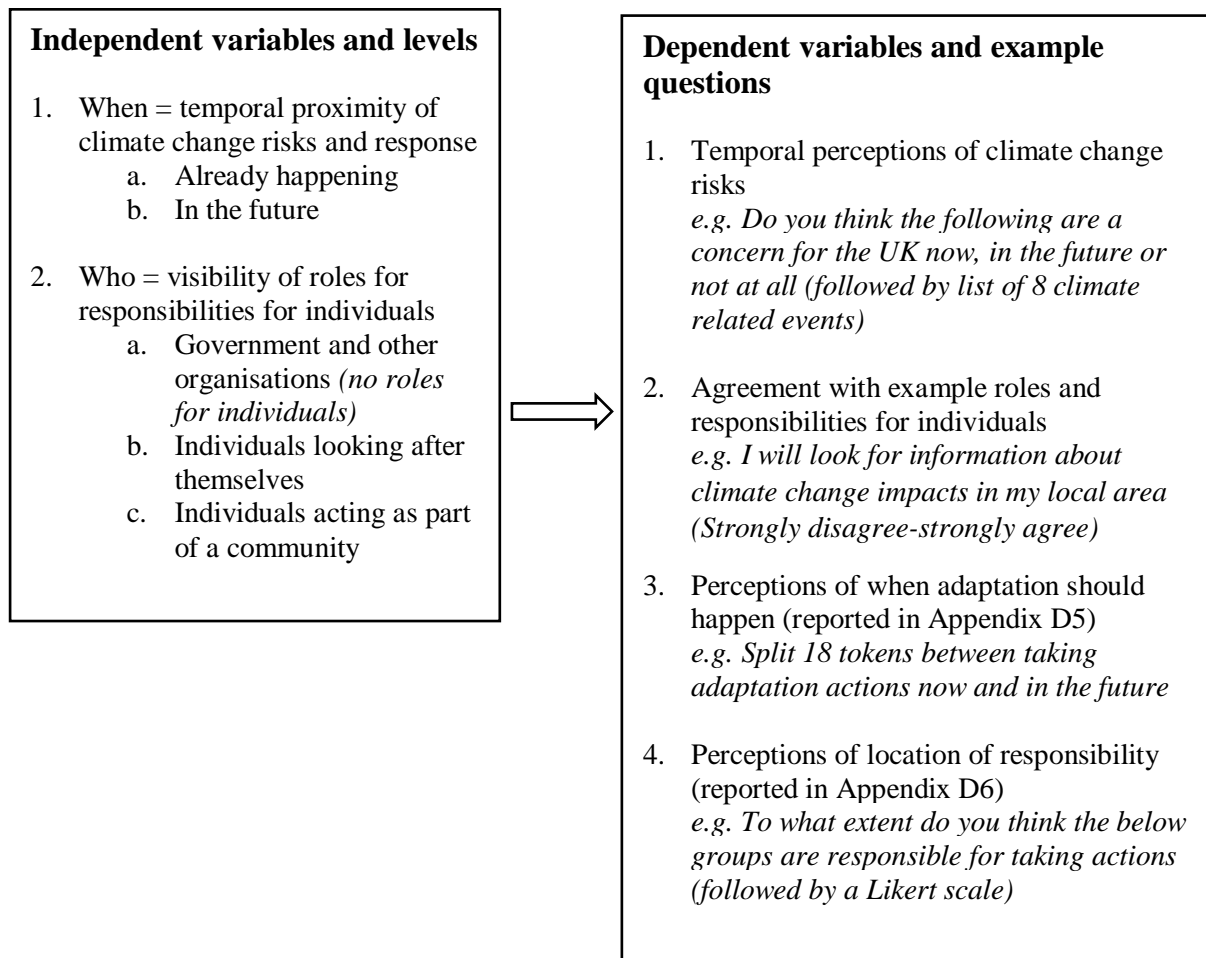 Independent variables and levels
1. When = temporal proximity of
climate change risks and response
a. Already happening
b. In the future
2. Who = visibility of roles for
responsibilities for individuals
a. Government and other
organisations (no roles
for individuals)
b. Individuals looking after
themselves
c. Individuals acting as part
of a community
Dependent variables and example
questions
1. Temporal perceptions of climate change
risks
e.g. Do you think the following are a
concern for the UK now, in the future or
not at all (followed by list of 8 climate
related events)
2. Agreement with example roles and
responsibilities for individuals
e.g. I will look for information about
climate change impacts in my local area
(Strongly disagree-strongly agree)
3. Perceptions of when adaptation should
happen (reported in Appendix D5)
e.g. Split 18 tokens between taking
adaptation actions now and in the future
4. Perceptions of location of responsibility
(reported in Appendix D6)
e.g. To what extent do you think the below
groups are responsible for taking actions
(followed by a Likert scale)